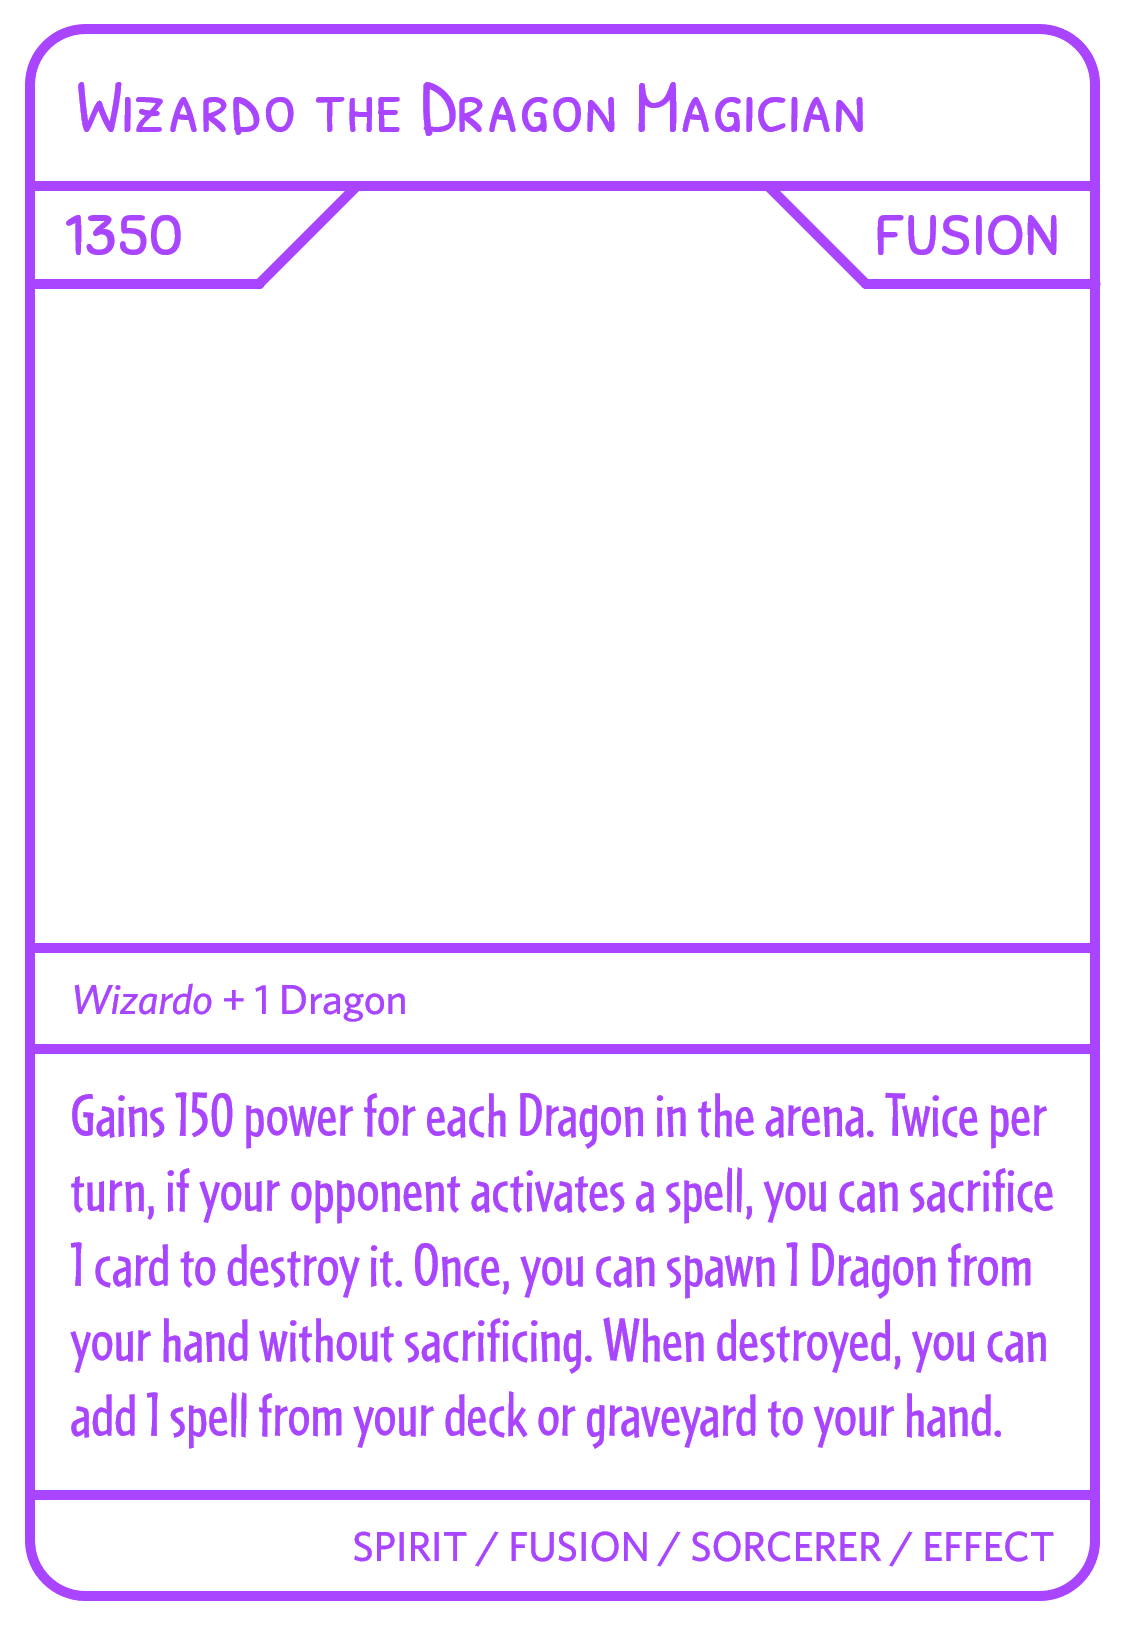 Wizardo the Dragon Magician
1350
FUSION
Wizardo + 1 Dragon
Gains 150 power for each Dragon in the arena. Twice per
turn, if your opponent activates a spell, you can sacrifice
1 card to destroy it. Once, you can spawn 1 Dragon from
your hand without sacrificing. When destroyed, you can
add 1 spell from your deck or graveyard to your hand.
SPIRIT / FUSION / SORCERER / EFFECT